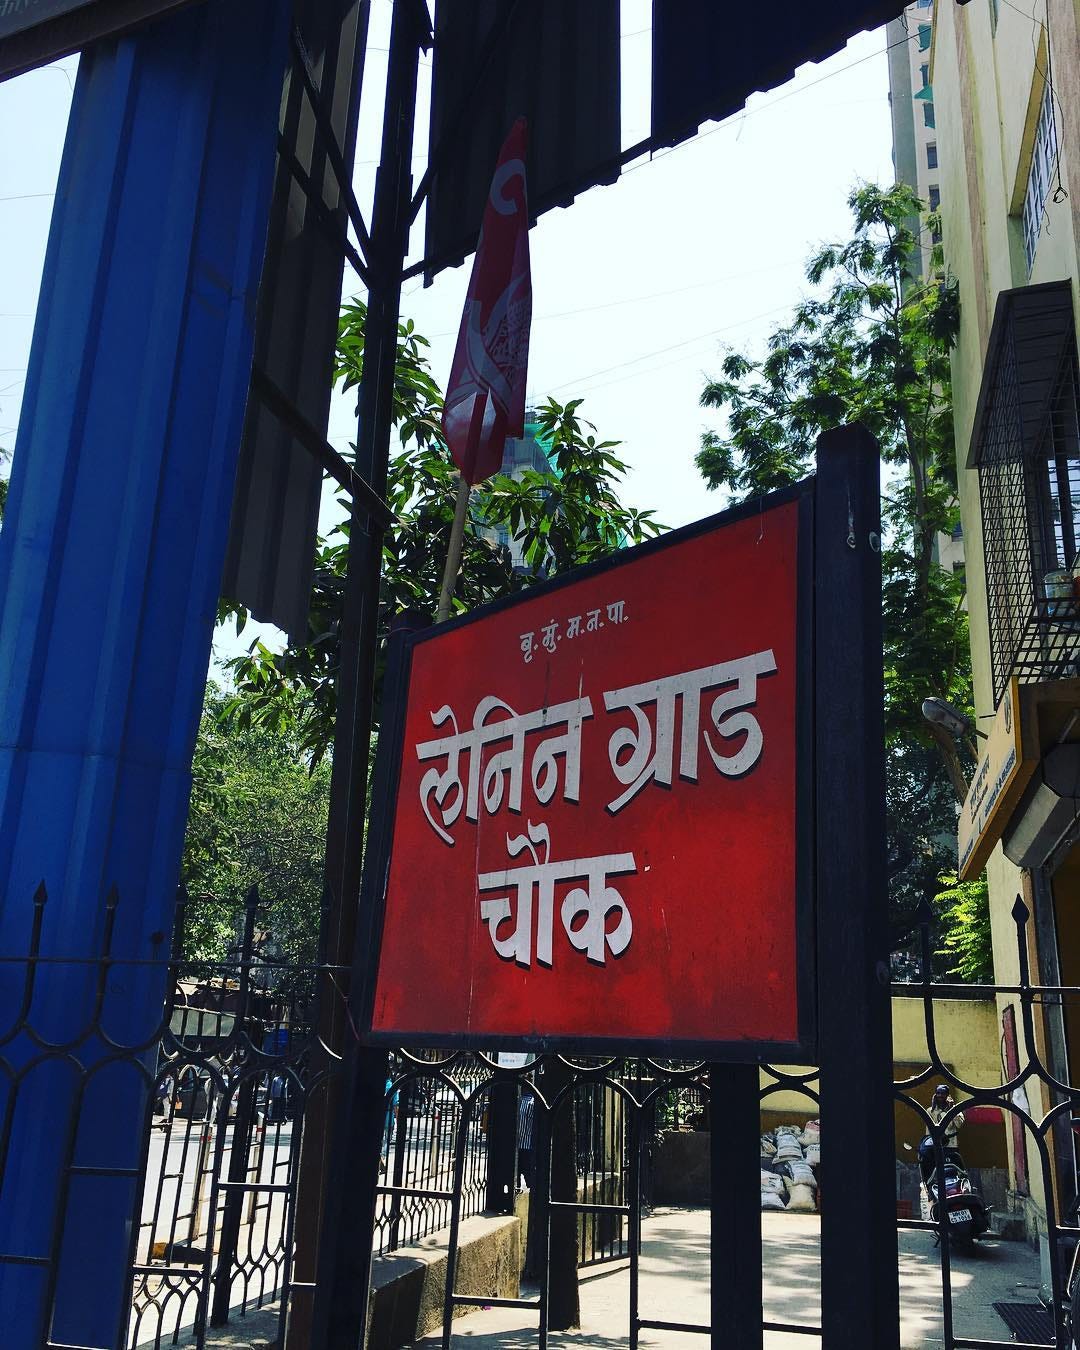 बृ. मुं. म. न. पा.
लेनिन ग्राड
चौक